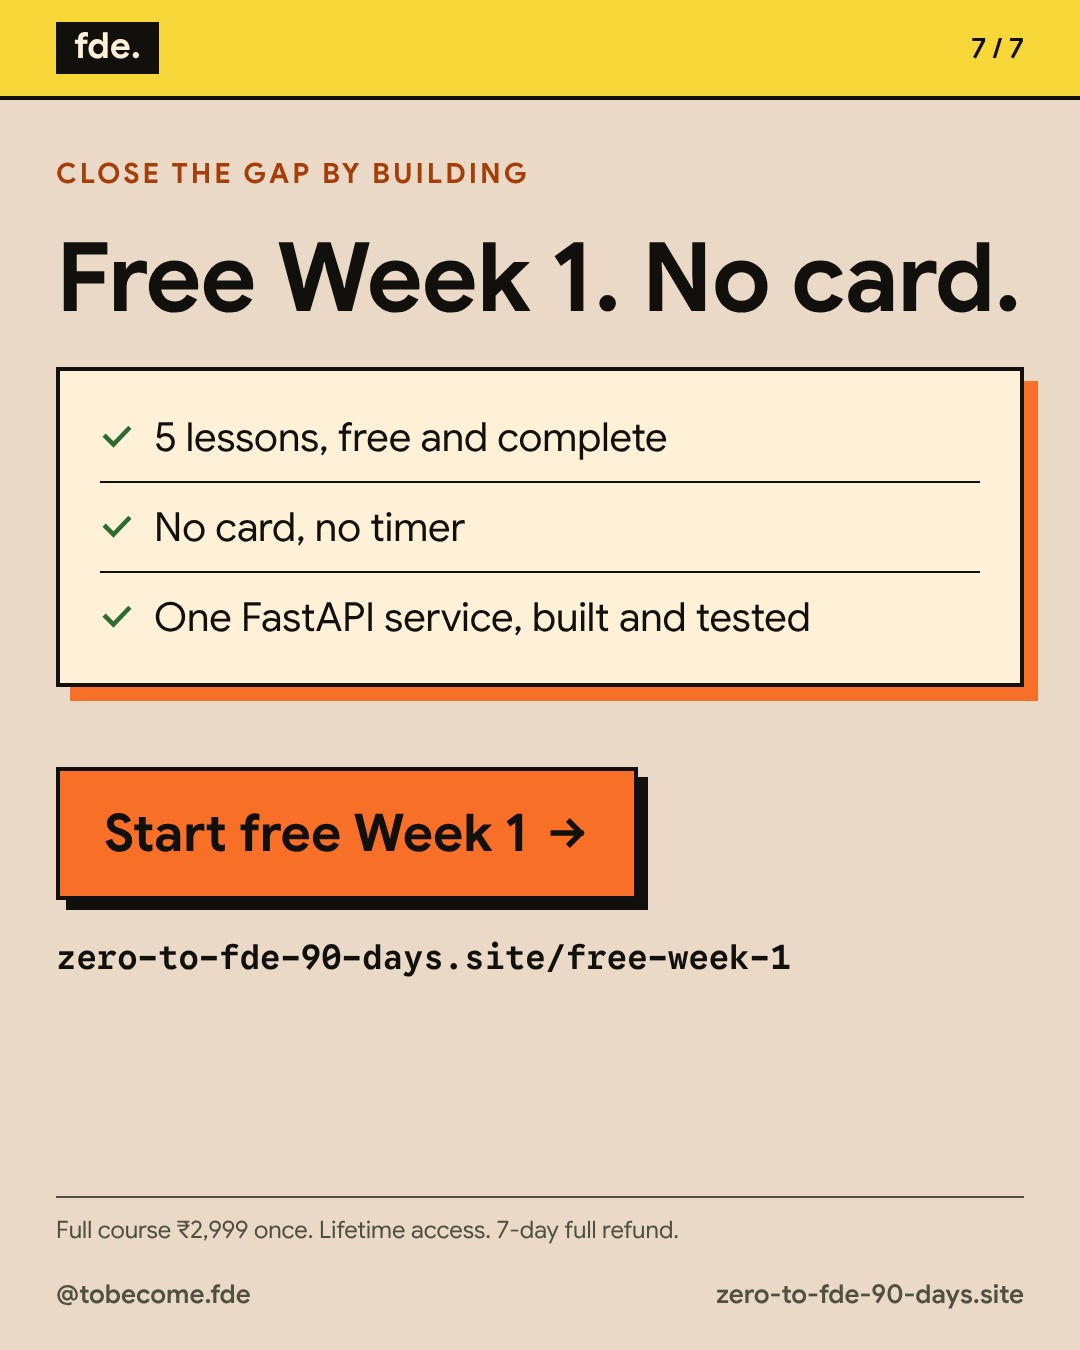 fde.
7 / 7
CLOSE THE GAP BY BUILDING
Free Week 1. No card.
5 lessons, free and complete
No card, no timer
One FastAPI service, built and tested
Start free Week 1 →
zero-to-fde-90-days.site/free-week-1
Full course ₹2,999 once. Lifetime access. 7-day full refund.
@tobecome.fde
zero-to-fde-90-days.site